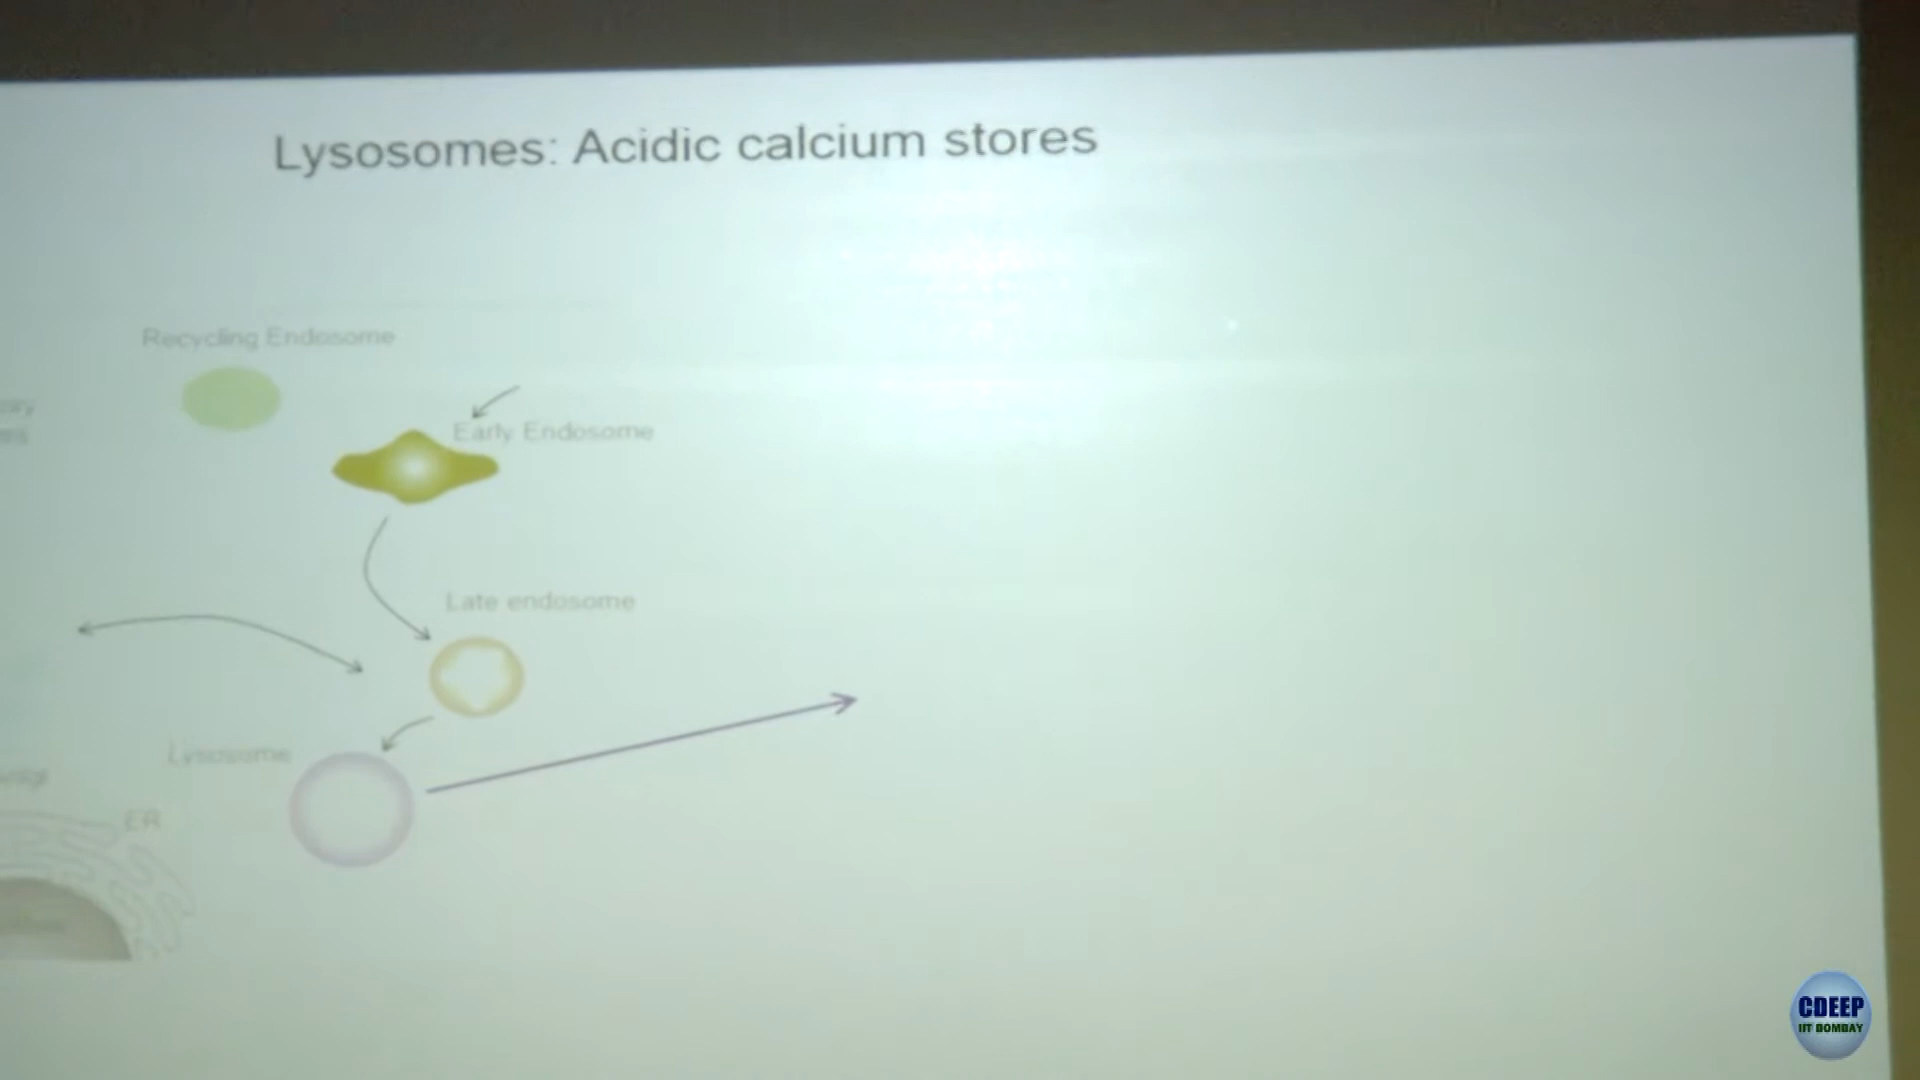 Lysosomes: Acidic calcium stores
Recycling Endosome
Early Endosome
Late endosome
Lysosome
ER
CDEEP
IIT BOMBAY